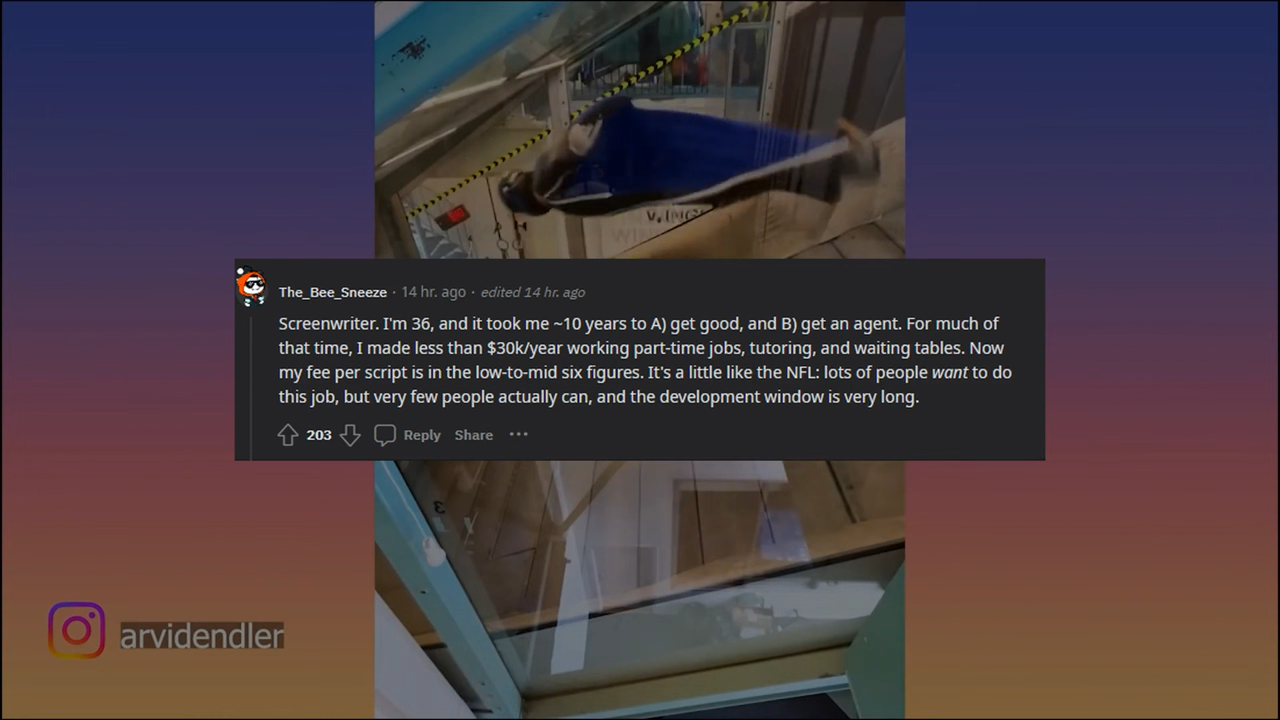 WINGS
The_Bee_Sneeze · 14 hr. ago · edited 14 hr. ago
Screenwriter. I'm 36, and it took me ~10 years to A) get good, and B) get an agent. For much of
that time, I made less than $30k/year working part-time jobs, tutoring, and waiting tables. Now
my fee per script is in the low-to-mid six figures. It's a little like the NFL: lots of people want to do
this job, but very few people actually can, and the development window is very long.
203 Reply Share ···
arvidendler